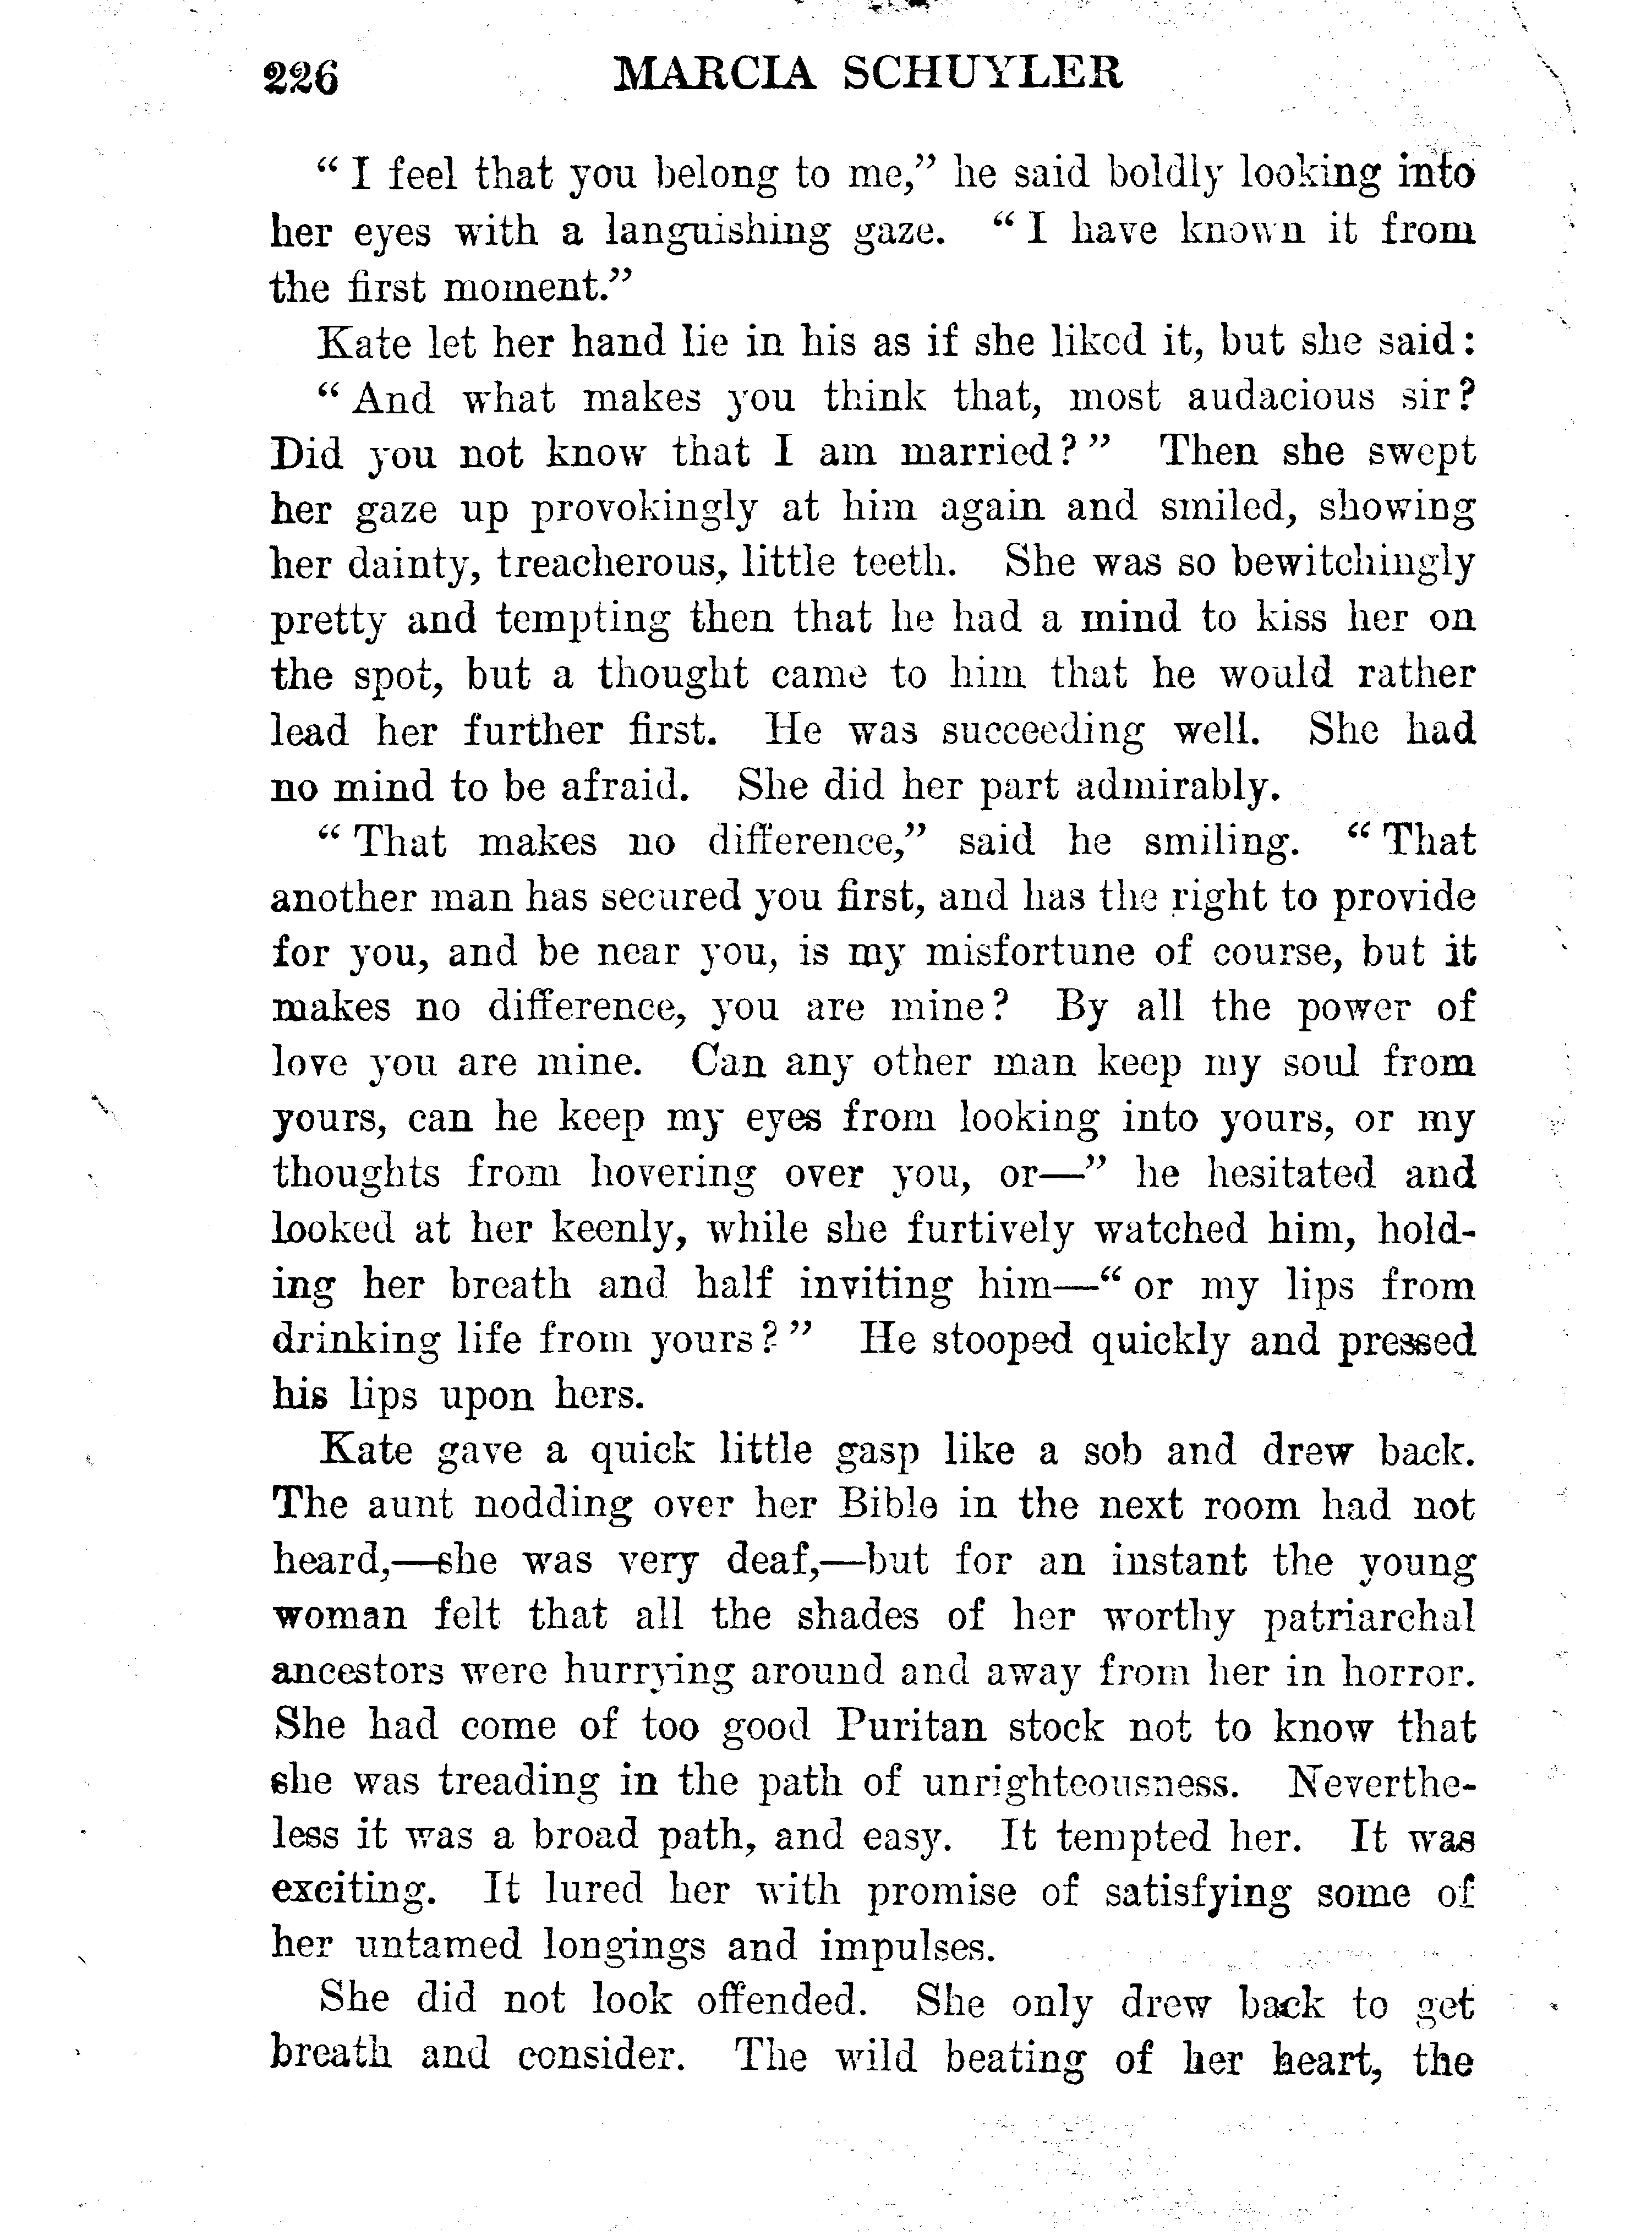 226 MARCIA SCHUYLER
“I feel that you belong to me,” he said boldly looking into
her eyes with a languishing gaze. “I have known it from
the first moment.”
Kate let her hand lie in his as if she liked it, but she said:
“And what makes you think that, most audacious sir?
Did you not know that I am married?” Then she swept
her gaze up provokingly at him again and smiled, showing
her dainty, treacherous, little teeth. She was so bewitchingly
pretty and tempting then that he had a mind to kiss her on
the spot, but a thought came to him that he would rather
lead her further first. He was succeeding well. She had
no mind to be afraid. She did her part admirably.
“That makes no difference,” said he smiling. “That
another man has secured you first, and has the right to provide
for you, and be near you, is my misfortune of course, but it
makes no difference, you are mine? By all the power of
love you are mine. Can any other man keep my soul from
yours, can he keep my eyes from looking into yours, or my
thoughts from hovering over you, or—” he hesitated and
looked at her keenly, while she furtively watched him, hold-
ing her breath and half inviting him—“or my lips from
drinking life from yours?” He stooped quickly and pressed
his lips upon hers.
Kate gave a quick little gasp like a sob and drew back.
The aunt nodding over her Bible in the next room had not
heard,—she was very deaf,—but for an instant the young
woman felt that all the shades of her worthy patriarchal
ancestors were hurrying around and away from her in horror.
She had come of too good Puritan stock not to know that
she was treading in the path of unrighteousness. Neverthe-
less it was a broad path, and easy. It tempted her. It was
exciting. It lured her with promise of satisfying some of
her untamed longings and impulses.
She did not look offended. She only drew back to get
breath and consider. The wild beating of her heart, the